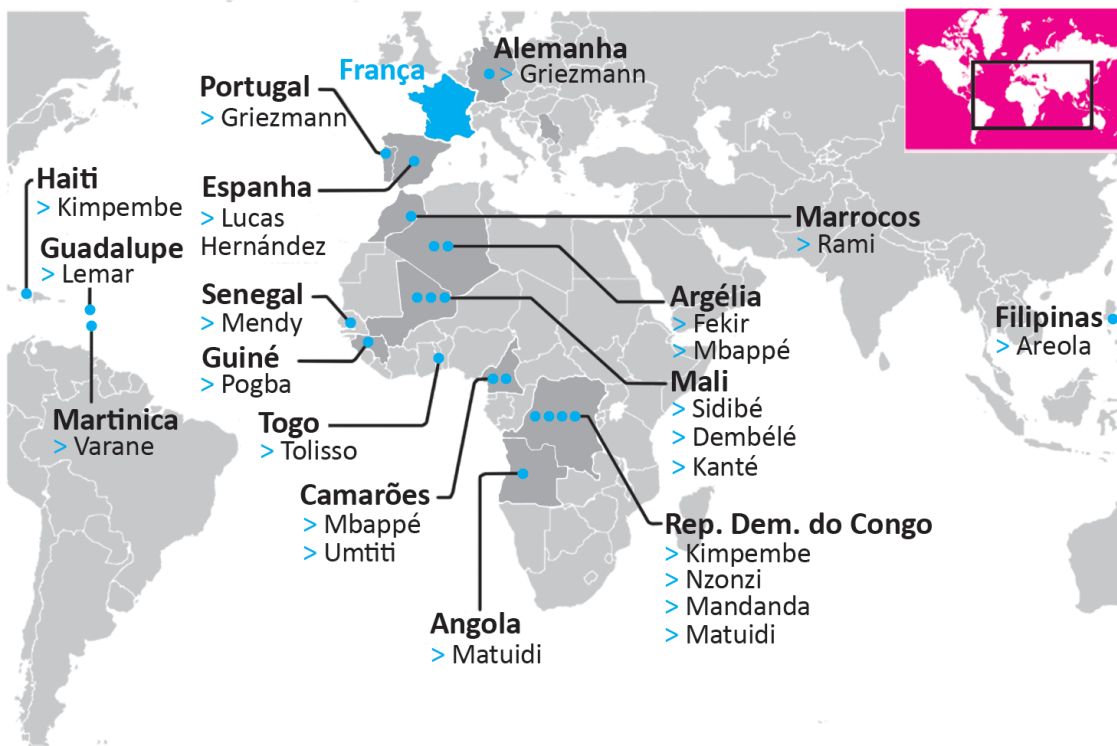 Alemanha
> Griezmann
França
Portugal
> Griezmann
Haiti
> Kimpembe
Espanha
> Lucas
Hernández
Marrocos
> Rami
Guadalupe
> Lemar
Senegal
> Mendy
Argélia
> Fekir
> Mbappé
Filipinas
> Areola
Guiné
> Pogba
Mali
> Sidibé
> Dembélé
> Kanté
Martinica
> Varane
Togo
> Tolisso
Camarões
> Mbappé
> Umtiti
Rep. Dem. do Congo
> Kimpembe
> Nzonzi
> Mandanda
> Matuidi
Angola
> Matuidi